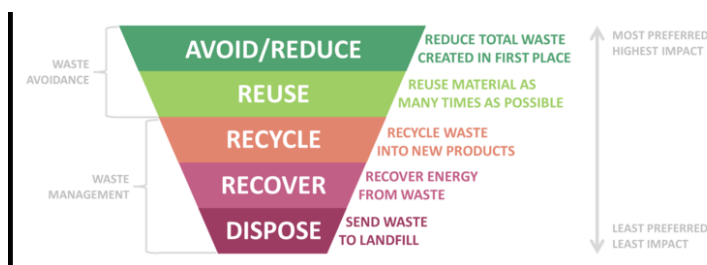 WASTE
AVOIDANCE
AVOID/REDUCE
REDUCE TOTAL WASTE
CREATED IN FIRST PLACE
MOST PREFERRED
HIGHEST IMPACT
REUSE
REUSE MATERIAL AS
MANY TIMES AS POSSIBLE
WASTE
MANAGEMENT
RECYCLE
RECYCLE WASTE
INTO NEW PRODUCTS
RECOVER
RECOVER ENERGY
FROM WASTE
DISPOSE
SEND WASTE
TO LANDFILL
LEAST PREFERRED
LEAST IMPACT